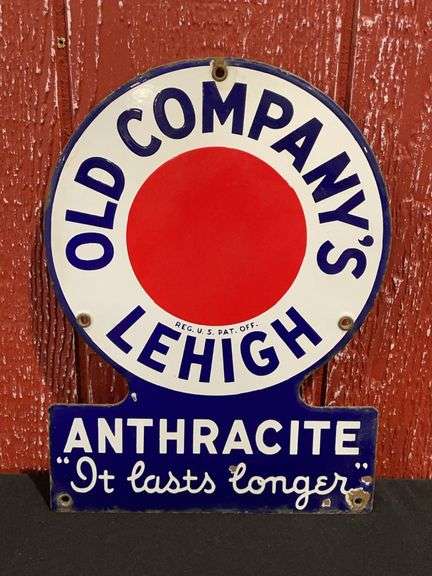 OLD COMPANY'S
REG. U. S. PAT. OFF.
LEHIGH
ANTHRACITE
"It lasts longer"